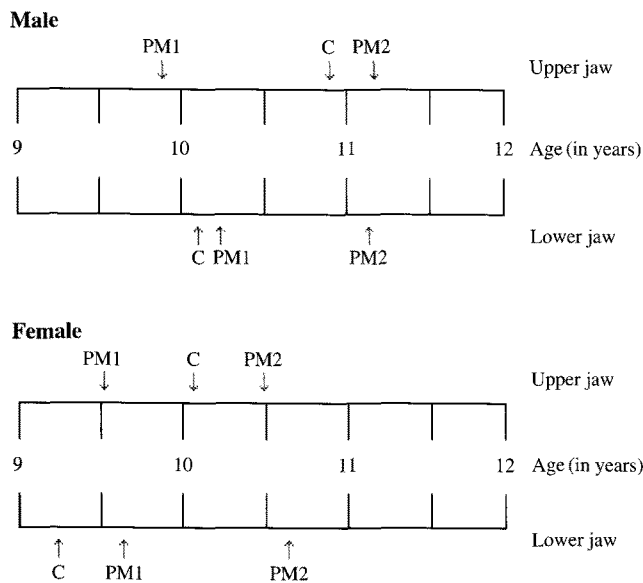 Male
PM1 C PM2
Upper jaw
9 10 11 12 Age (in years)
Lower jaw
C PM1 PM2
Female
PM1 C PM2
Upper jaw
9 10 11 12 Age (in years)
Lower jaw
C PM1 PM2